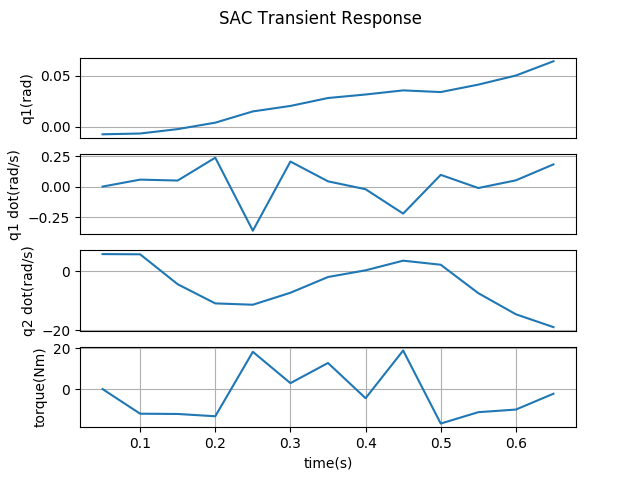 SAC Transient Response
q1(rad)
0.05
0.00
q1 dot(rad/s)
0.25
0.00
−0.25
q2 dot(rad/s)
0
−20
torque(Nm)
20
0
0.1 0.2 0.3 0.4 0.5 0.6
time(s)